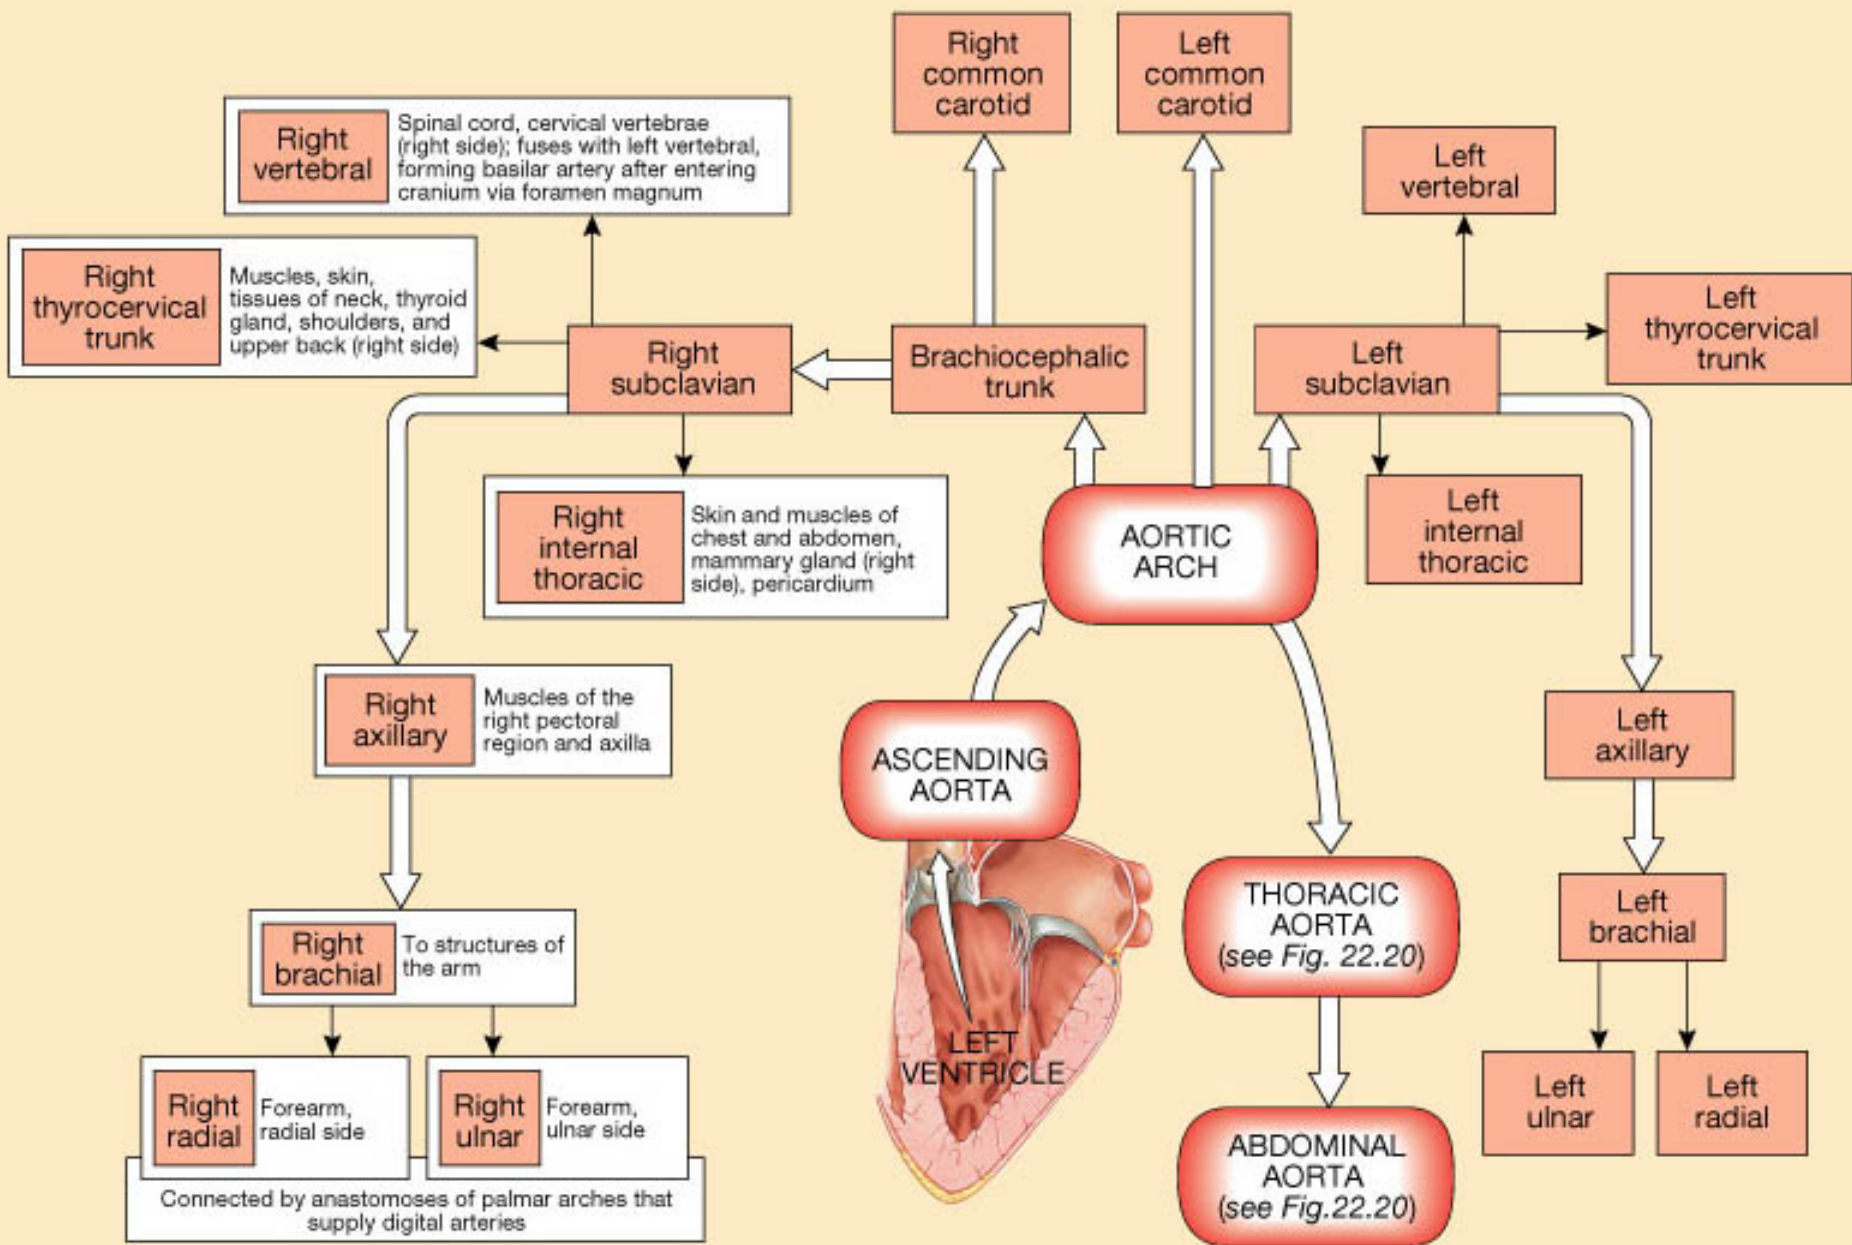 Right
common
carotid
Left
common
carotid
Right
vertebral
Spinal cord, cervical vertebrae
(right side); fuses with left vertebral,
forming basilar artery after entering
cranium via foramen magnum
Left
vertebral
Right
thyrocervical
trunk
Muscles, skin,
tissues of neck, thyroid
gland, shoulders, and
upper back (right side)
Left
thyrocervical
trunk
Right
subclavian
Brachiocephalic
trunk
Left
subclavian
Right
internal
thoracic
Skin and muscles of
chest and abdomen,
mammary gland (right
side), pericardium
AORTIC
ARCH
Left
internal
thoracic
Right
axillary
Muscles of the
right pectoral
region and axilla
ASCENDING
AORTA
Left
axillary
Right
brachial
To structures of
the arm
THORACIC
AORTA
(see Fig. 22.20)
Left
brachial
LEFT
VENTRICLE
Right
radial
Forearm,
radial side
Right
ulnar
Forearm,
ulnar side
Left
ulnar
Left
radial
Connected by anastomoses of palmar arches that
supply digital arteries
ABDOMINAL
AORTA
(see Fig.22.20)